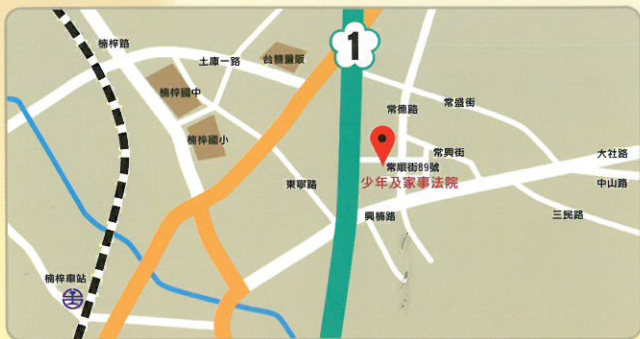 楠梓路
土庫一路
台糖量販
1
楠梓國中
楠梓國小
常德路
常盛街
常興街
大社路
常順街89號
少年及家事法院
中山路
東寧路
興楠路
三民路
楠梓車站